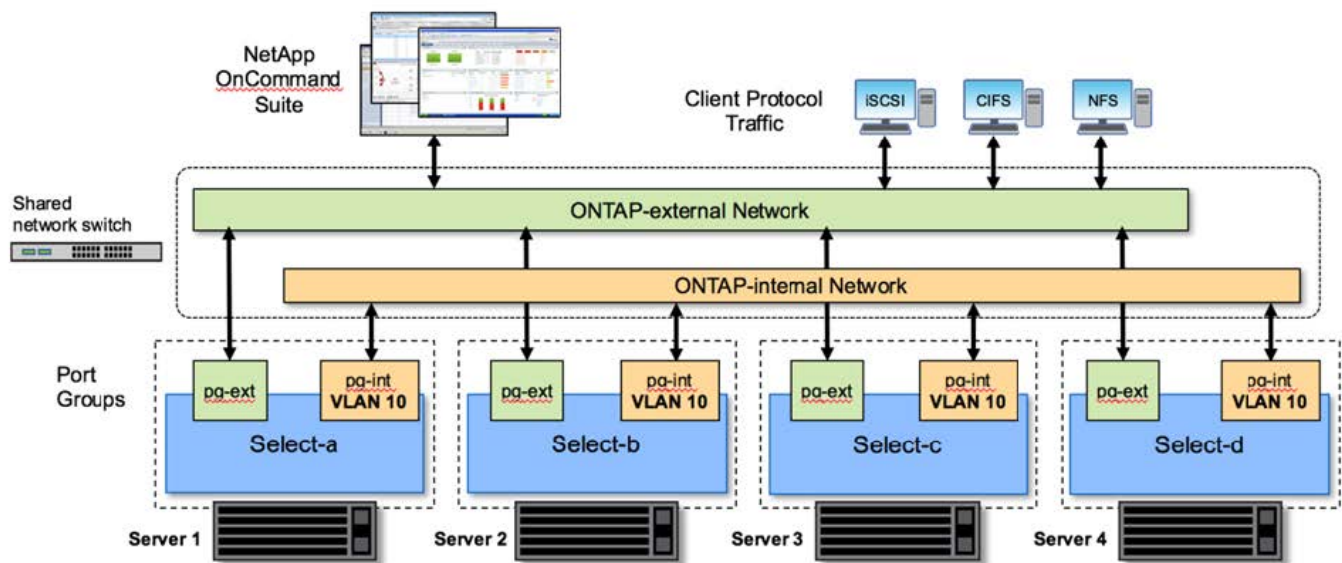 NetApp
OnCommand
Suite
Client Protocol
Traffic
iSCSI
CIFS
NFS
Shared
network switch
ONTAP-external Network
ONTAP-internal Network
Port
Groups
pg-ext
pg-int
VLAN 10
Select-a
pg-ext
pg-int
VLAN 10
Select-b
pg-ext
pg-int
VLAN 10
Select-c
pg-ext
pg-int
VLAN 10
Select-d
Server 1
Server 2
Server 3
Server 4